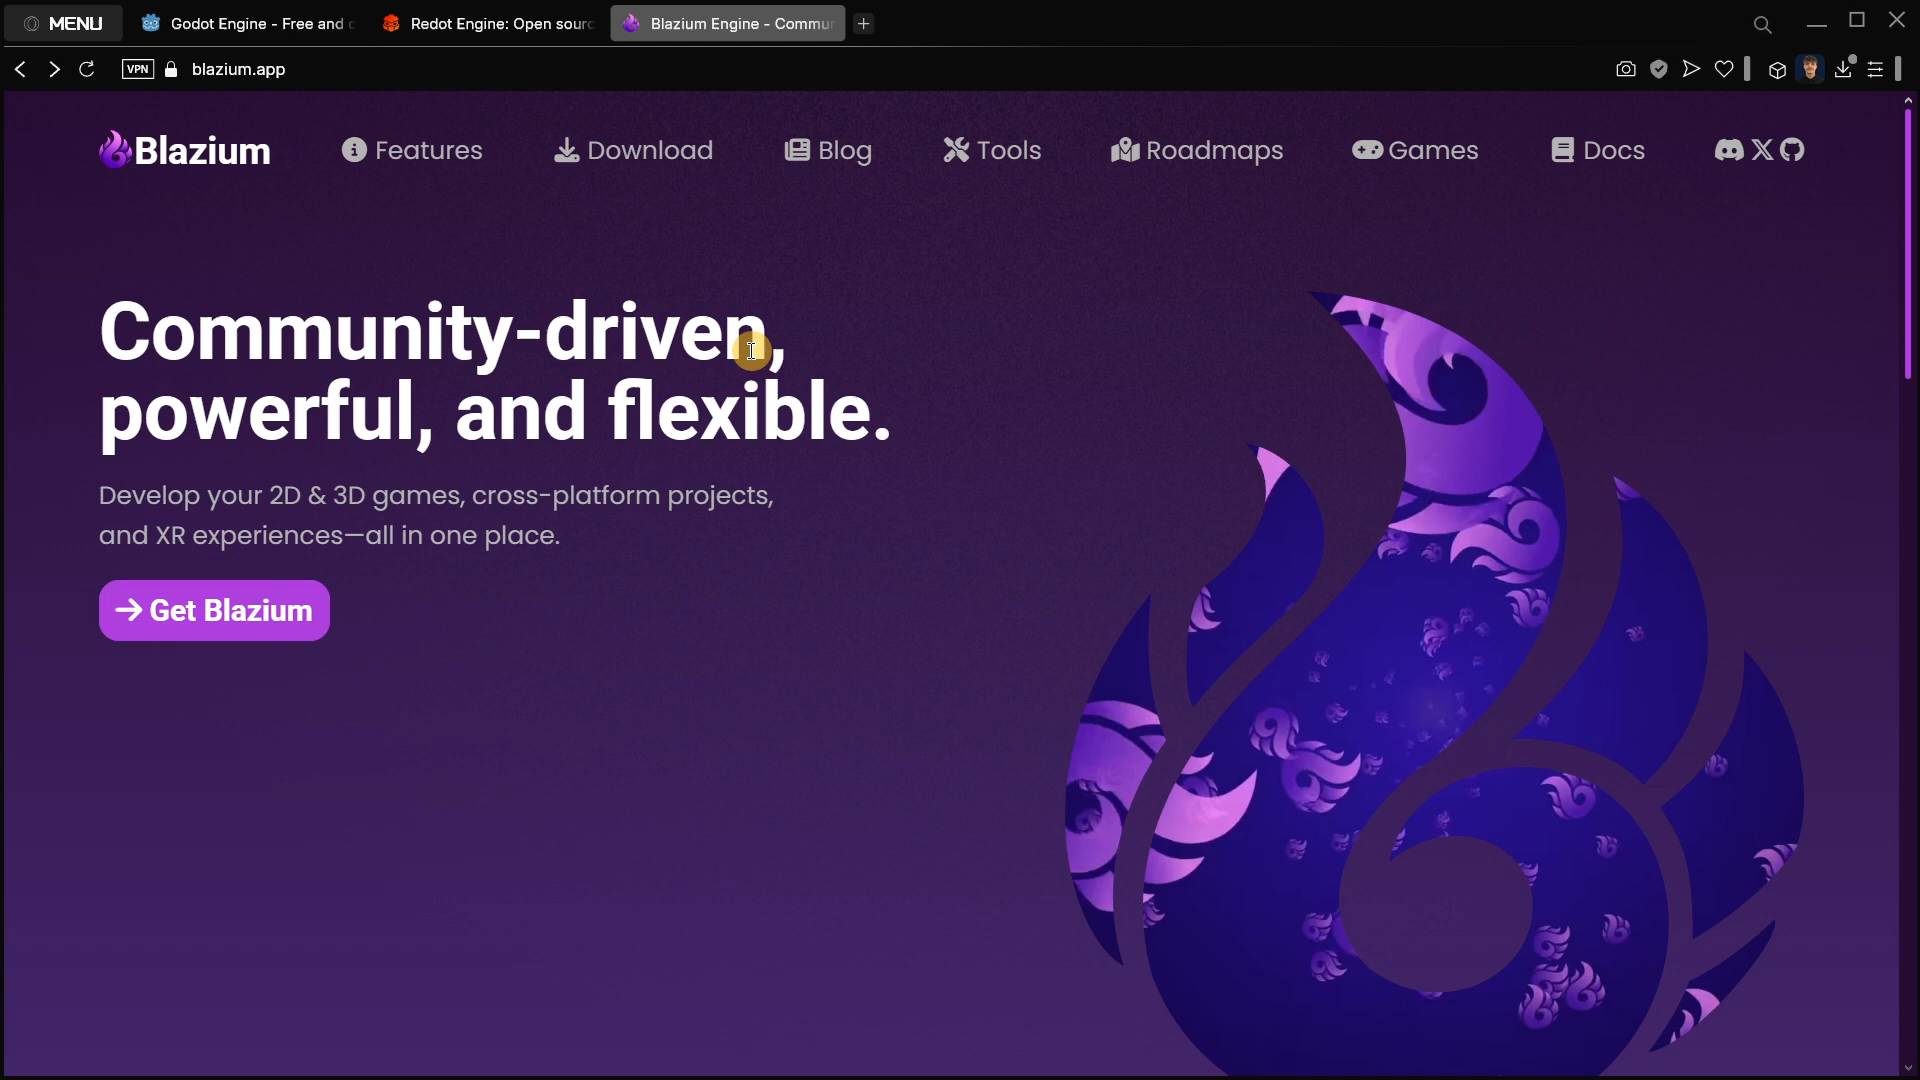 MENU
Godot Engine - Free and
Redot Engine: Open sourc
Blazium Engine - Commu
VPN
blazium.app
Blazium
Features
Download
Blog
Tools
Roadmaps
Games
Docs
Community-driven,
powerful, and flexible.
Develop your 2D & 3D games, cross-platform projects,
and XR experiences—all in one place.
Get Blazium